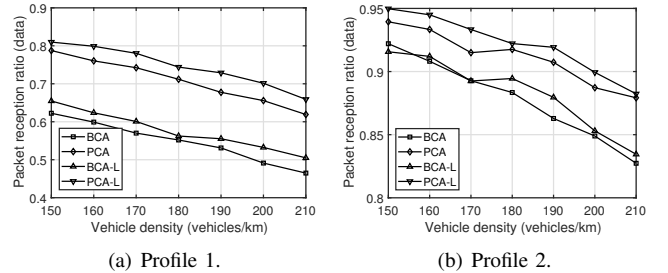 Packet reception ratio (data)
0.9
0.8
0.7
0.6
0.5
0.4
BCA
PCA
BCA-L
PCA-L
150 160 170 180 190 200 210
Vehicle density (vehicles/km)
(a) Profile 1.
Packet reception ratio (data)
0.95
0.9
0.85
0.8
BCA
PCA
BCA-L
PCA-L
150 160 170 180 190 200 210
Vehicle density (vehicles/km)
(b) Profile 2.